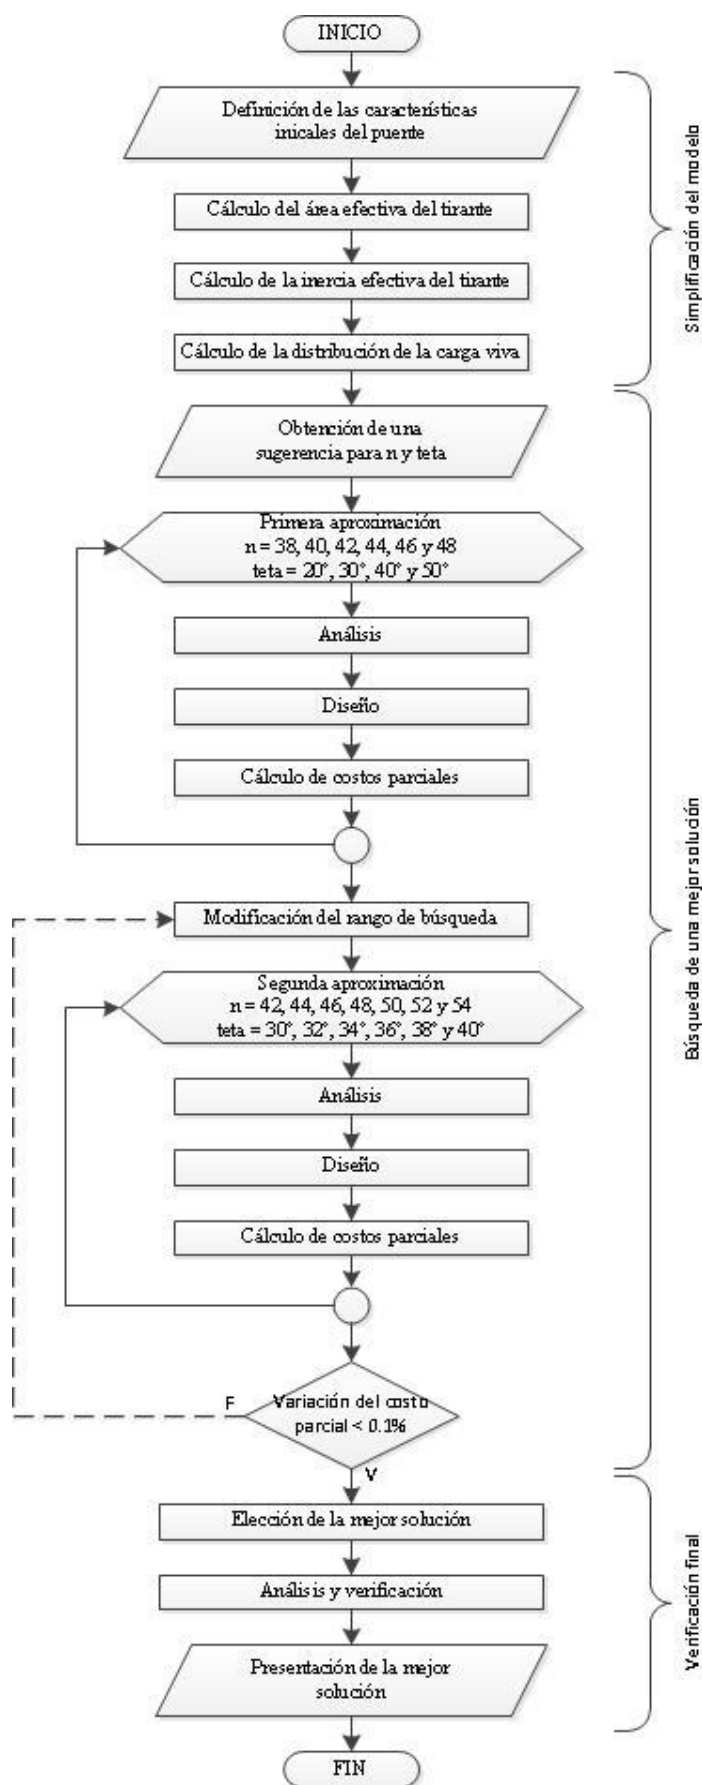 INICIO
Definición de las características
inicales del puente
Cálculo del área efectiva del tirante
Cálculo de la inercia efectiva del tirante
Cálculo de la distribución de la carga viva
Simplificación del modelo
Obtención de una
sugerencia para n y teta
Primera aproximación
n = 38, 40, 42, 44, 46 y 48
teta = 20°, 30°, 40° y 50°
Análisis
Diseño
Cálculo de costos parciales
Modificación del rango de búsqueda
Segunda aproximación
n = 42, 44, 46, 48, 50, 52 y 54
teta = 30°, 32°, 34°, 36°, 38° y 40°
Análisis
Diseño
Cálculo de costos parciales
F
Variación del costo
parcial < 0.1%
V
Búsqueda de una mejor solución
Elección de la mejor solución
Análisis y verificación
Presentación de la mejor
solución
Verificación final
FIN